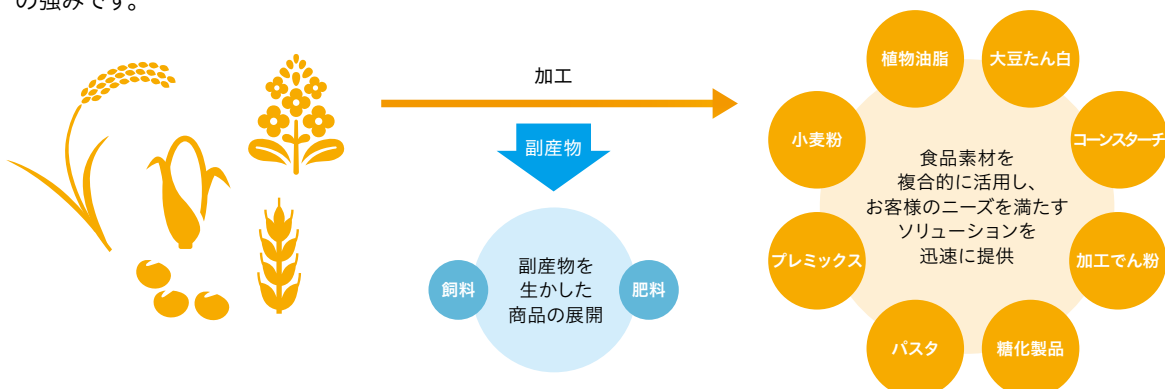 の強みです。
加工
副産物
副産物を
生かした
商品の展開
飼料
肥料
植物油脂
大豆たん白
小麦粉
コーンスターチ
食品素材を
複合的に活用し、
お客様のニーズを満たす
ソリューションを
迅速に提供
プレミックス
加工でん粉
パスタ
糖化製品